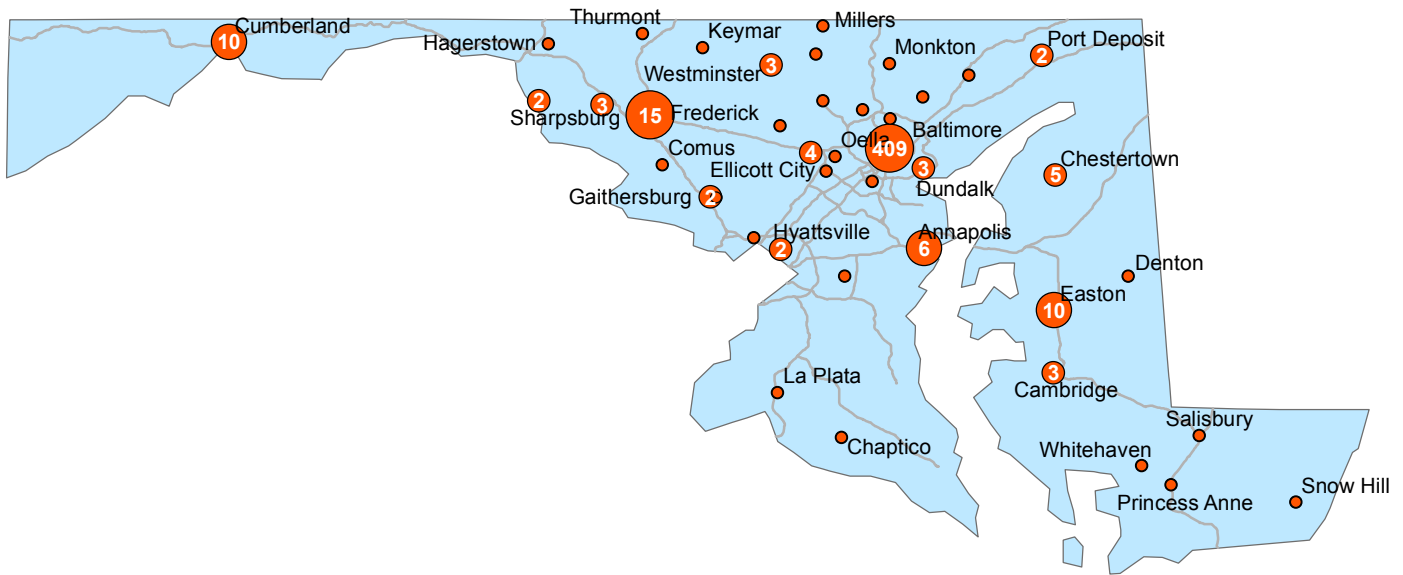 Thurmont
Millers
Cumberland
10
Keymar
Hagerstown
Monkton
Port Deposit
2
Westminster
3
2
3
Sharpsburg
15
Frederick
Baltimore
409
Oella
4
Comus
Ellicott City
3
Dundalk
Chestertown
5
Gaithersburg
2
Hyattsville
2
Annapolis
6
Denton
Easton
10
3
Cambridge
La Plata
Salisbury
Chaptico
Whitehaven
Snow Hill
Princess Anne